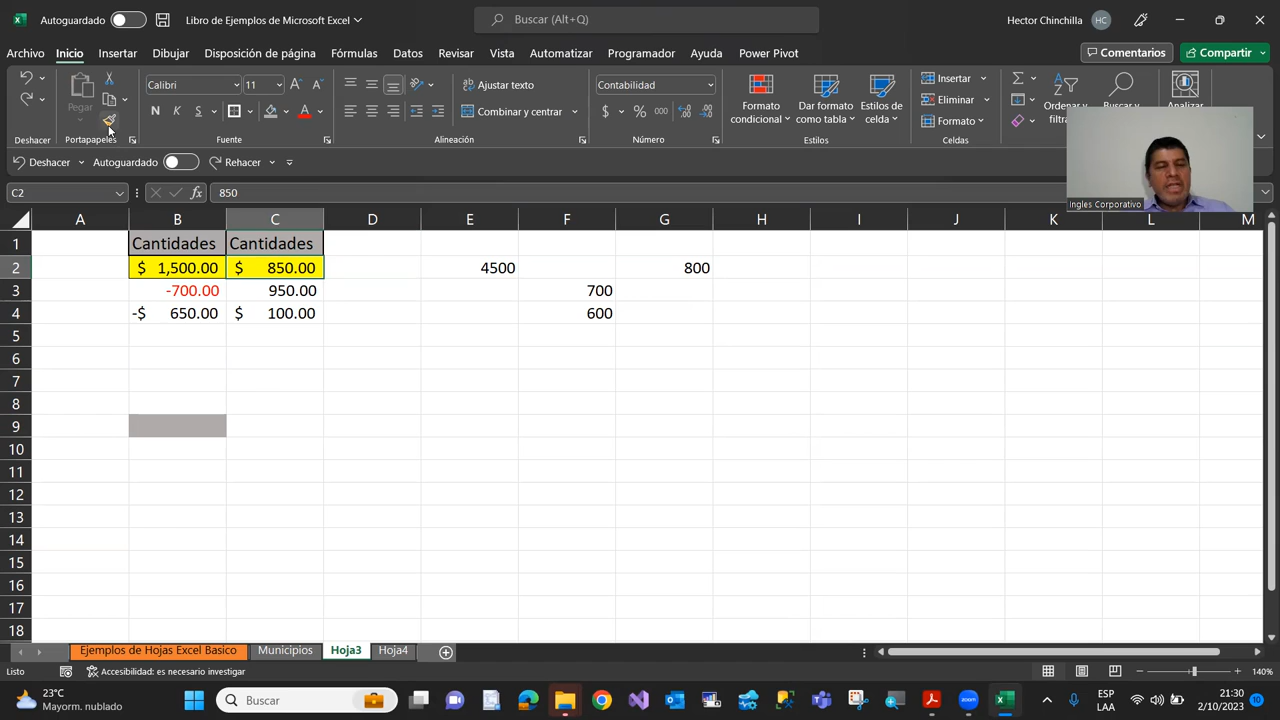 Autoguardado
Libro de Ejemplos de Microsoft Excel
Buscar (Alt+Q)
Hector Chinchilla
HC
Archivo
Inicio
Insertar
Dibujar
Disposición de página
Fórmulas
Datos
Revisar
Vista
Automatizar
Programador
Ayuda
Power Pivot
Comentarios
Compartir
Pegar
Calibri
11
Ajustar texto
Contabilidad
Insertar
N K S
Combinar y centrar
$ % 000
Formato condicional
Dar formato como tabla
Estilos de celda
Eliminar
Formato
Ordenar y
filtra
Buscar y
Analizar
Deshacer
Portapapeles
Fuente
Alineación
Número
Celdas
Deshacer
Autoguardado
Rehacer
Ingles Corporativo
C2
fx
850
A B C D E F G H I J K L M
1 Cantidades Cantidades
2 $ 1,500.00 $ 850.00 4500 800
3 -700.00 950.00 700
4 -$ 650.00 $ 100.00 600
5
6
7
8
9
10
11
12
13
14
15
16
17
18
Ejemplos de Hojas Excel Basico
Municipios
Hoja3
Hoja4
Listo
Accesibilidad: es necesario investigar
140%
23°C
Mayorm. nublado
Buscar
ESP
LAA
21:30
2/10/2023
10